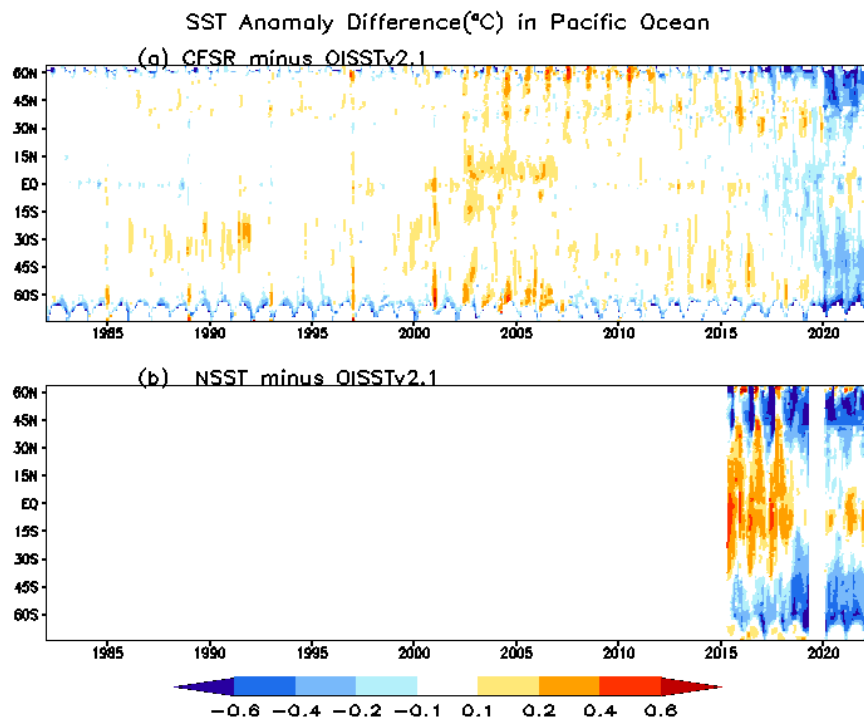 SST Anomaly Difference(°C) in Pacific Ocean
(a) CFSR minus OISSTv2.1
60N
45N
30N
15N
EQ
15S
30S
45S
60S
1985 1990 1995 2000 2005 2010 2015 2020
(b) NSST minus OISSTv2.1
60N
45N
30N
15N
EQ
15S
30S
45S
60S
1985 1990 1995 2000 2005 2010 2015 2020
-0.6 -0.4 -0.2 -0.1 0.1 0.2 0.4 0.6